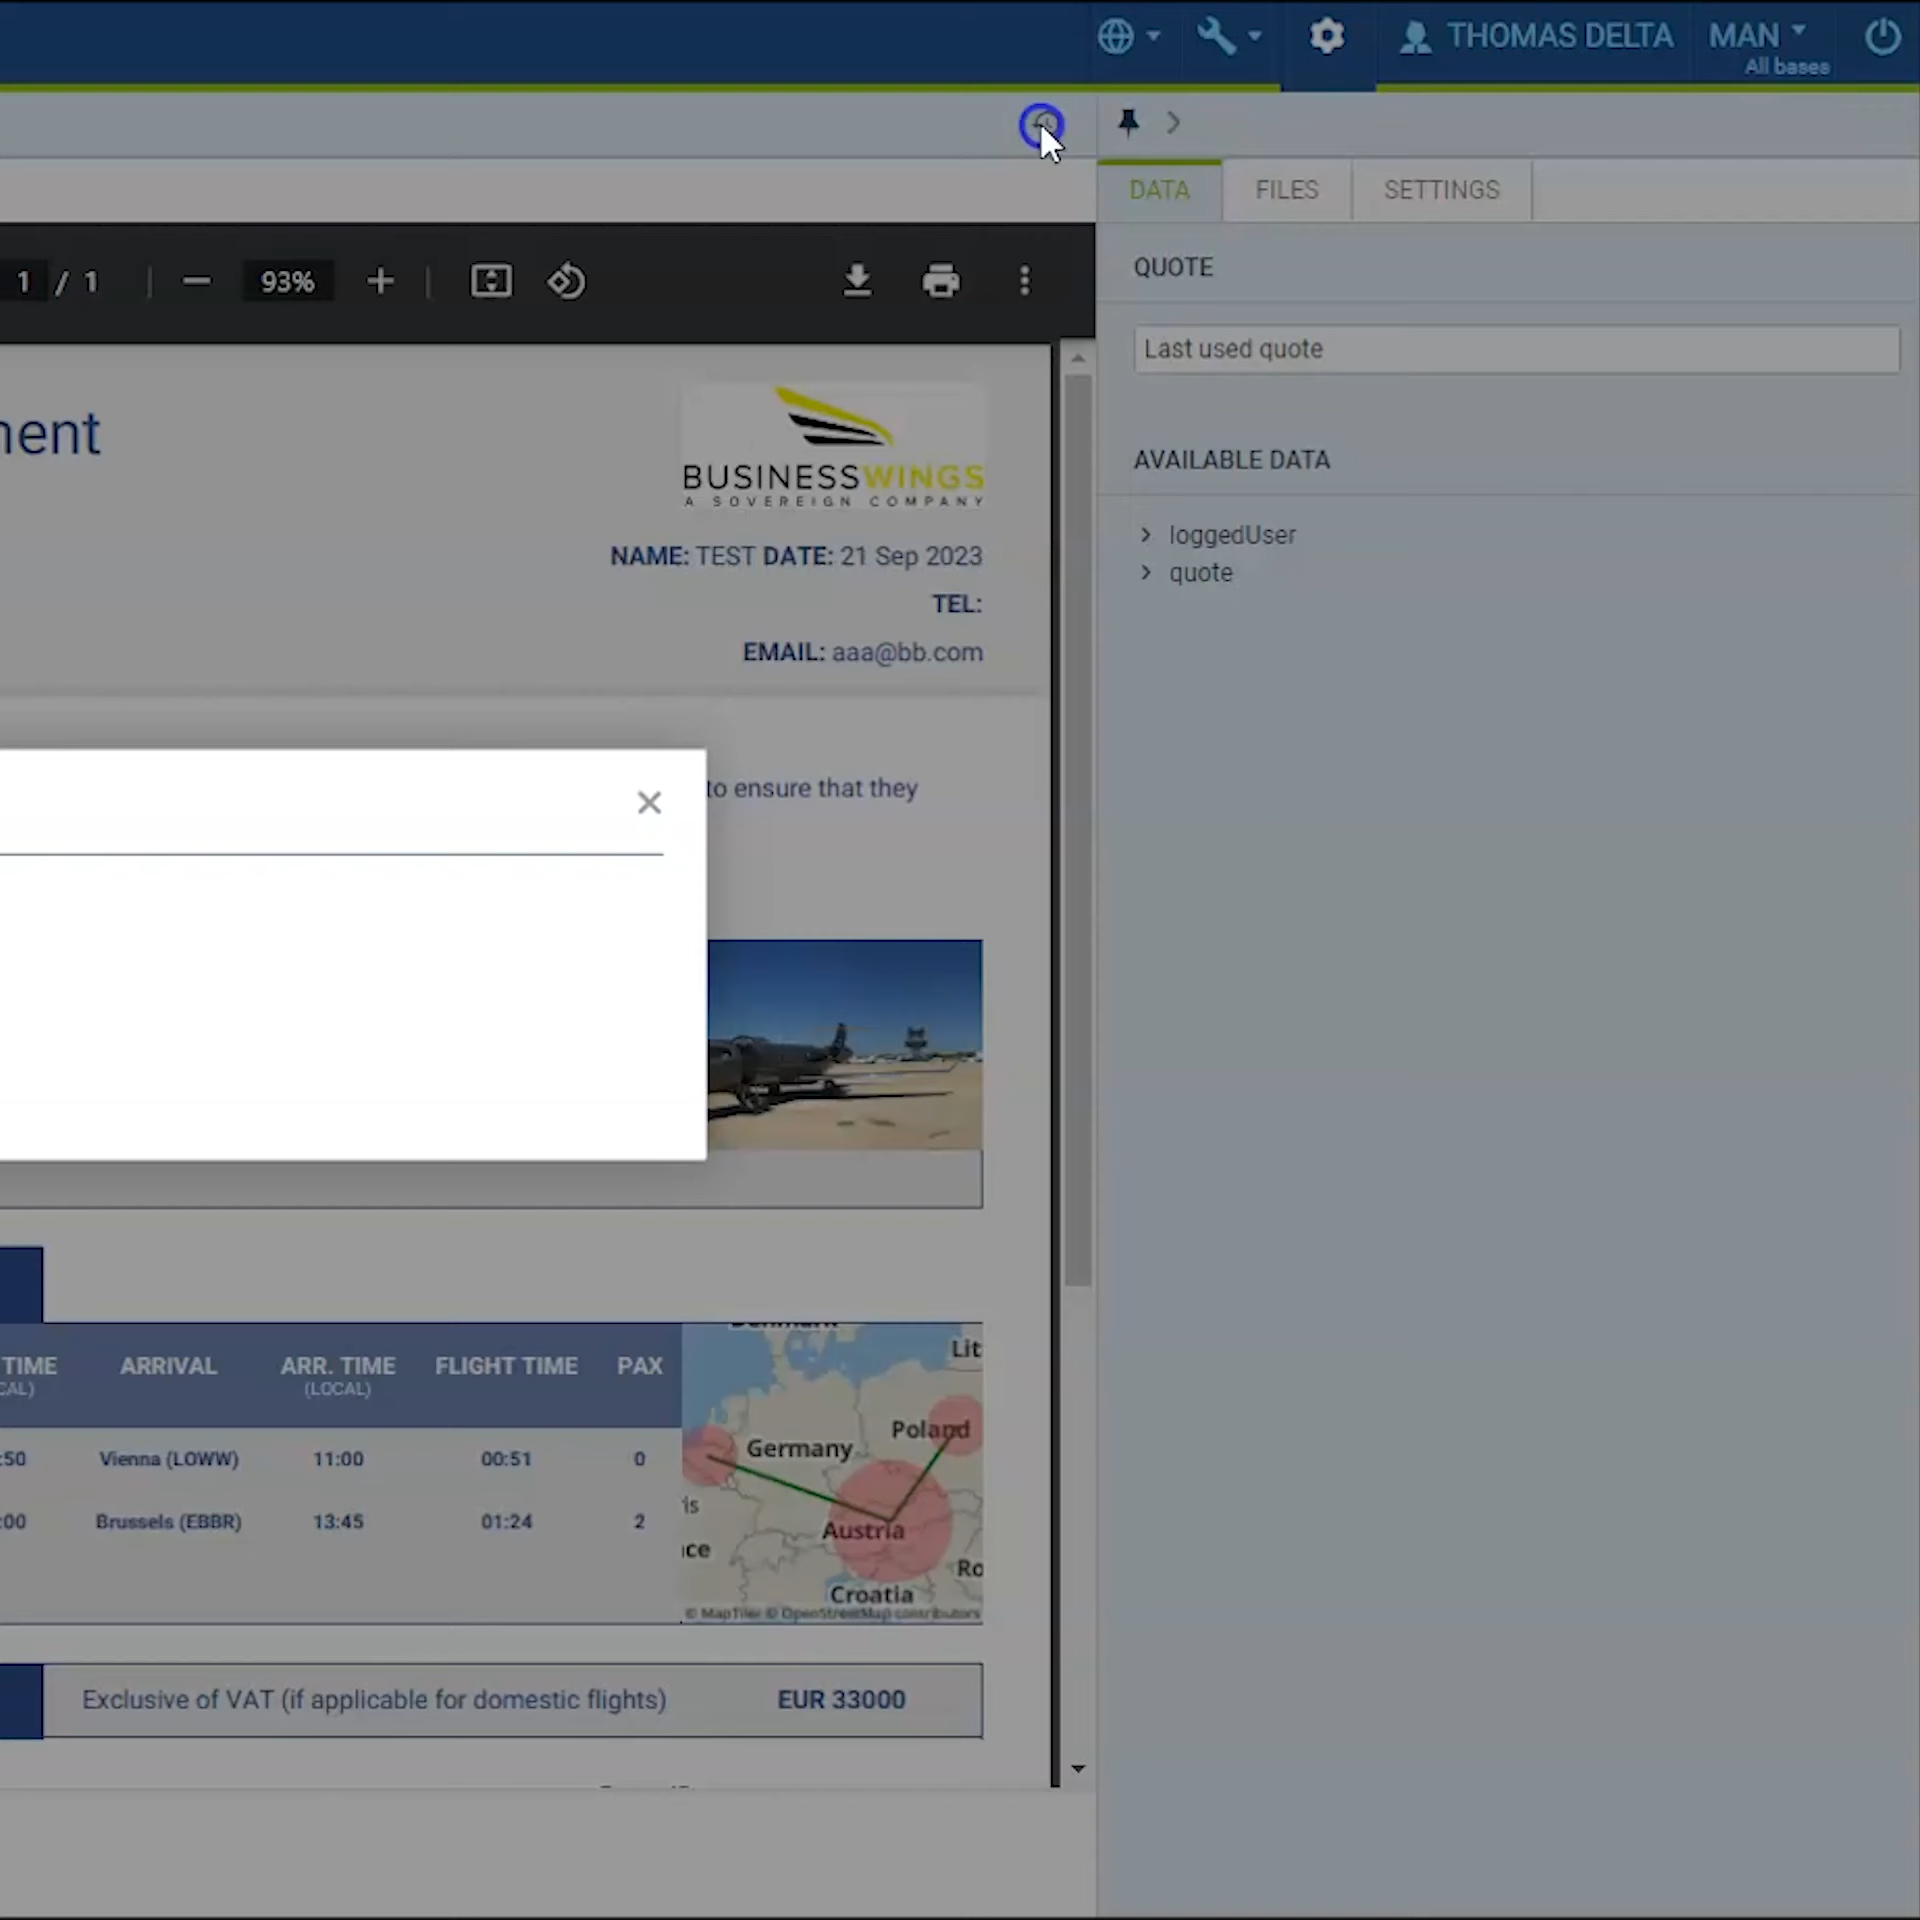 THOMAS DELTA
MAN
All bases
DATA
FILES
SETTINGS
1 / 1
93%
QUOTE
Last used quote
AVAILABLE DATA
loggedUser
quote
nent
BUSINESSWINGS
A SOVEREIGN COMPANY
NAME: TEST DATE: 21 Sep 2023
TEL:
EMAIL: aaa@bb.com
to ensure that they
TIME ARRIVAL ARR. TIME FLIGHT TIME PAX
CAL) (LOCAL)
:50 Vienna (LOWW) 11:00 00:51 0
:00 Brussels (EBBR) 13:45 01:24 2
Denmark
Lit
Poland
Germany
ris
Austria
ce
Ro
Croatia
© MapTiler © OpenStreetMap contributors
Exclusive of VAT (if applicable for domestic flights) EUR 33000